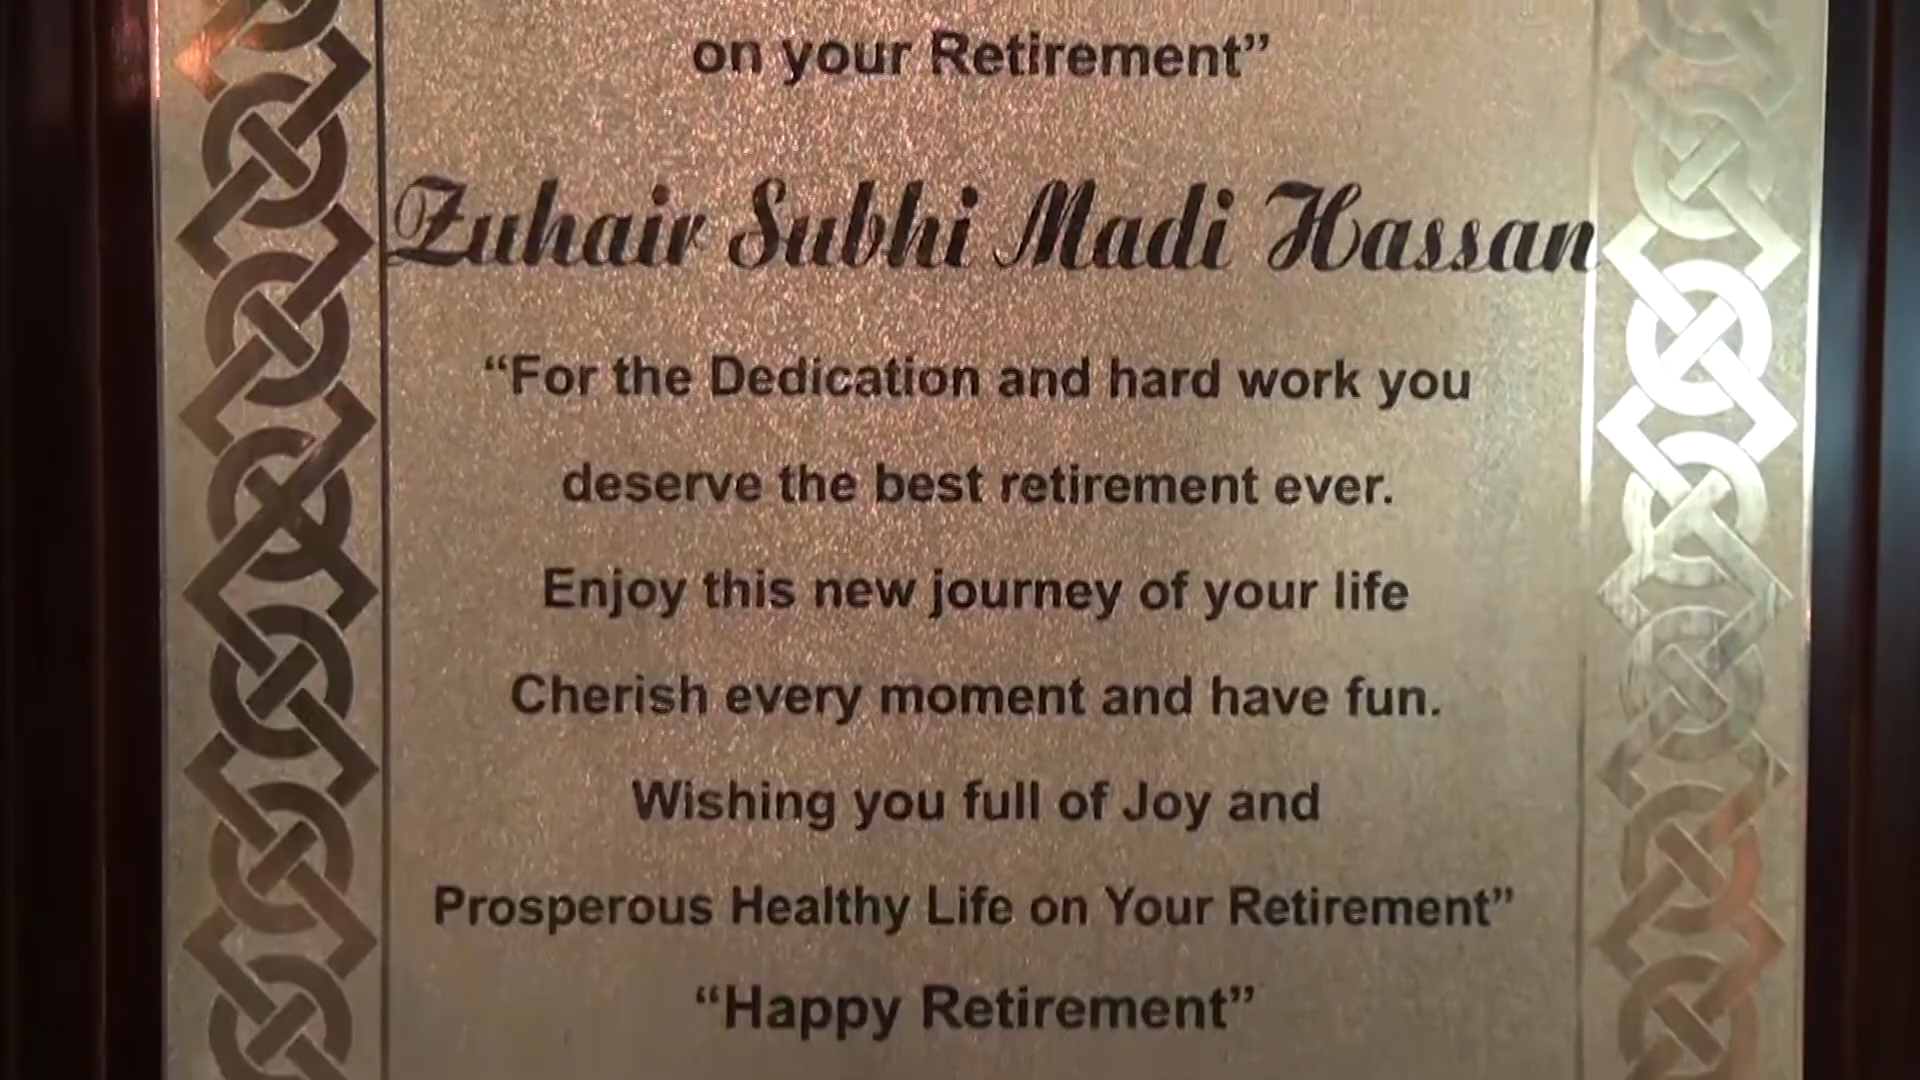 on your Retirement”
Zuhair Subhi Madi Hassan
“For the Dedication and hard work you
deserve the best retirement ever.
Enjoy this new journey of your life
Cherish every moment and have fun.
Wishing you full of Joy and
Prosperous Healthy Life on Your Retirement”
“Happy Retirement”